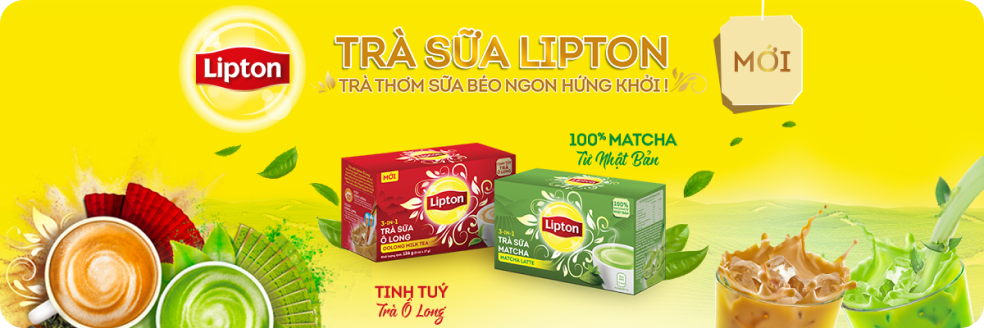 Lipton
TRÀ SỮA LIPTON
TRÀ THƠM SỮA BÉO NGON HỨNG KHỞI !
MỚI
100% MATCHA
Từ Nhật Bản
MỚI
Lipton
3-IN-1
TRÀ SỮA
Ô LONG
OOLONG MILK TEA
Lipton
100%
3-IN-1
TRÀ SỮA
MATCHA
MATCHA LATTE
TINH TUÝ
Trà Ô Long